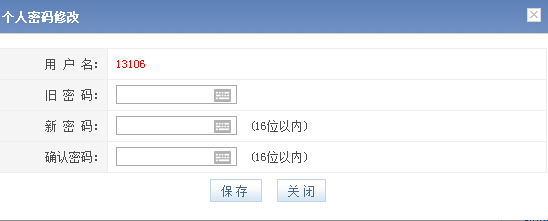 个人密码修改
用 户 名： 13106
旧 密 码：
新 密 码： (16位以内)
确认密码： (16位以内)
保存 关闭